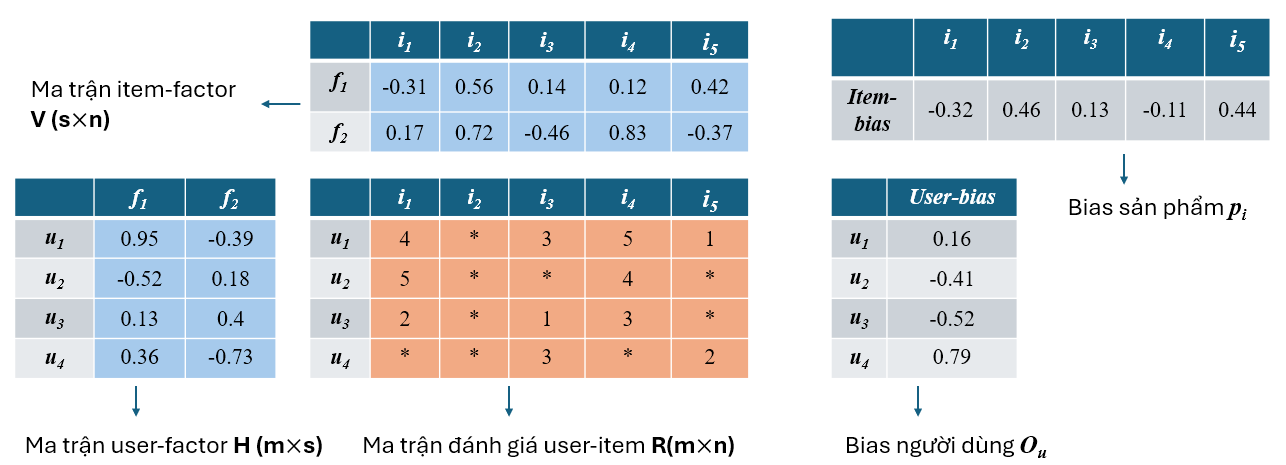 i1 i2 i3 i4 i5
f1 -0.31 0.56 0.14 0.12 0.42
f2 0.17 0.72 -0.46 0.83 -0.37
Ma trận item-factor
V (s×n)
i1 i2 i3 i4 i5
Item-
bias -0.32 0.46 0.13 -0.11 0.44
Bias sản phẩm pi
f1 f2
u1 0.95 -0.39
u2 -0.52 0.18
u3 0.13 0.4
u4 0.36 -0.73
Ma trận user-factor H (m×s)
i1 i2 i3 i4 i5
u1 4 * 3 5 1
u2 5 * * 4 *
u3 2 * 1 3 *
u4 * * 3 * 2
Ma trận đánh giá user-item R(m×n)
User-bias
u1 0.16
u2 -0.41
u3 -0.52
u4 0.79
Bias người dùng Ou